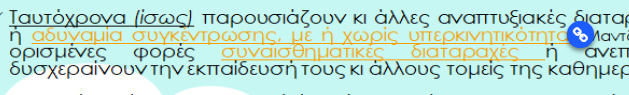 Ταυτόχρονα (ίσως) παρουσιάζουν κι άλλες αναπτυξιακές
ή αδυναμία συγκέντρωσης, με ή χωρίς υπερκινητικότητα
ορισμένες φορές συναισθηματικές διαταραχές ή
δυσχεραίνουν την εκπαίδευσή τους κι άλλους τομείς της